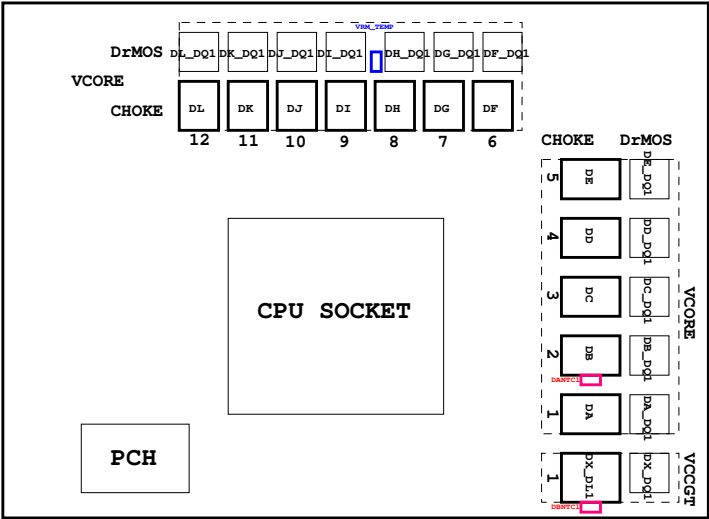 VRM_TEMP
DrMOS DL_DQ1 DK_DQ1 DJ_DQ1 DI_DQ1 DH_DQ1 DG_DQ1 DF_DQ1
VCORE
CHOKE DL DK DJ DI DH DG DF
12 11 10 9 8 7 6
CHOKE DrMOS
5 DE DE_DQ1
4 DD DD_DQ1
3 DC DC_DQ1
VCORE
CPU SOCKET
2 DB DB_DQ1
DANTC1
1 DA DA_DQ1
PCH
1 DX_DL1 DX_DQ1
VCCGT
DBNTC1